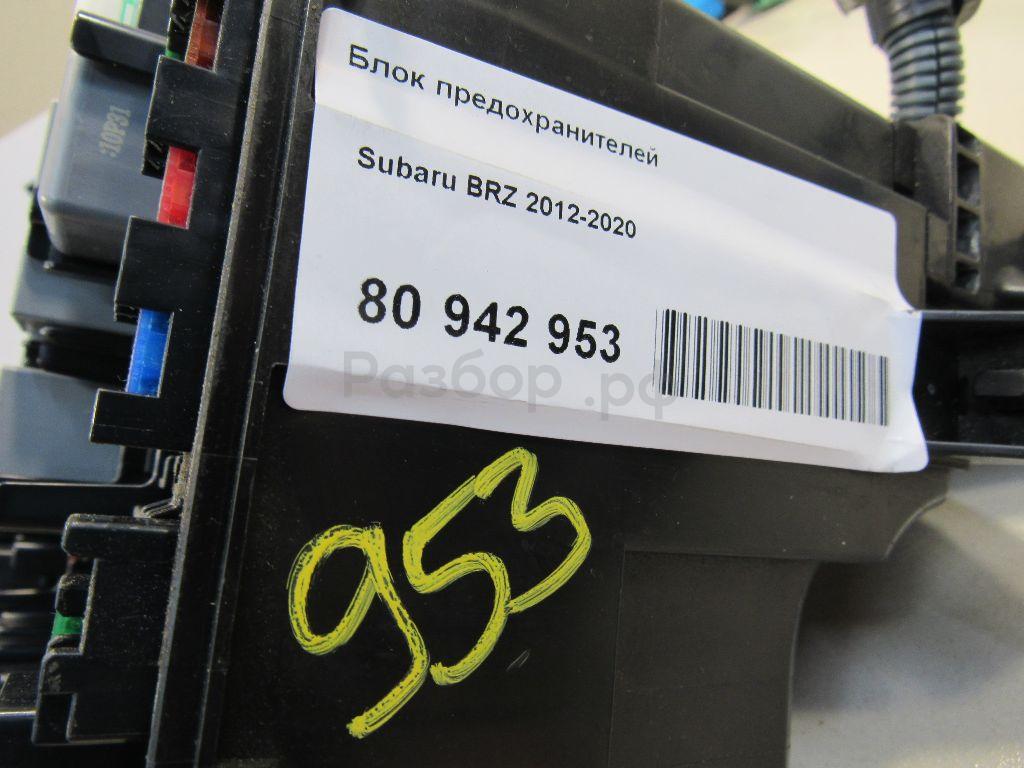 Блок предохранителей
Subaru BRZ 2012-2020
80 942 953
Разбор.рф
953